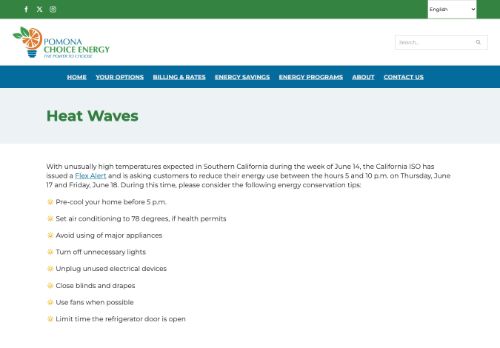 English
POMONA
CHOICE ENERGY
THE POWER TO CHOOSE
Search...
HOME YOUR OPTIONS BILLING & RATES ENERGY SAVINGS ENERGY PROGRAMS ABOUT CONTACT US
Heat Waves
With unusually high temperatures expected in Southern California during the week of June 14, the California ISO has
issued a Flex Alert and is asking customers to reduce their energy use between the hours 5 and 10 p.m. on Thursday, June
17 and Friday, June 18. During this time, please consider the following energy conservation tips:
Pre-cool your home before 5 p.m.
Set air conditioning to 78 degrees, if health permits
Avoid using of major appliances
Turn off unnecessary lights
Unplug unused electrical devices
Close blinds and drapes
Use fans when possible
Limit time the refrigerator door is open